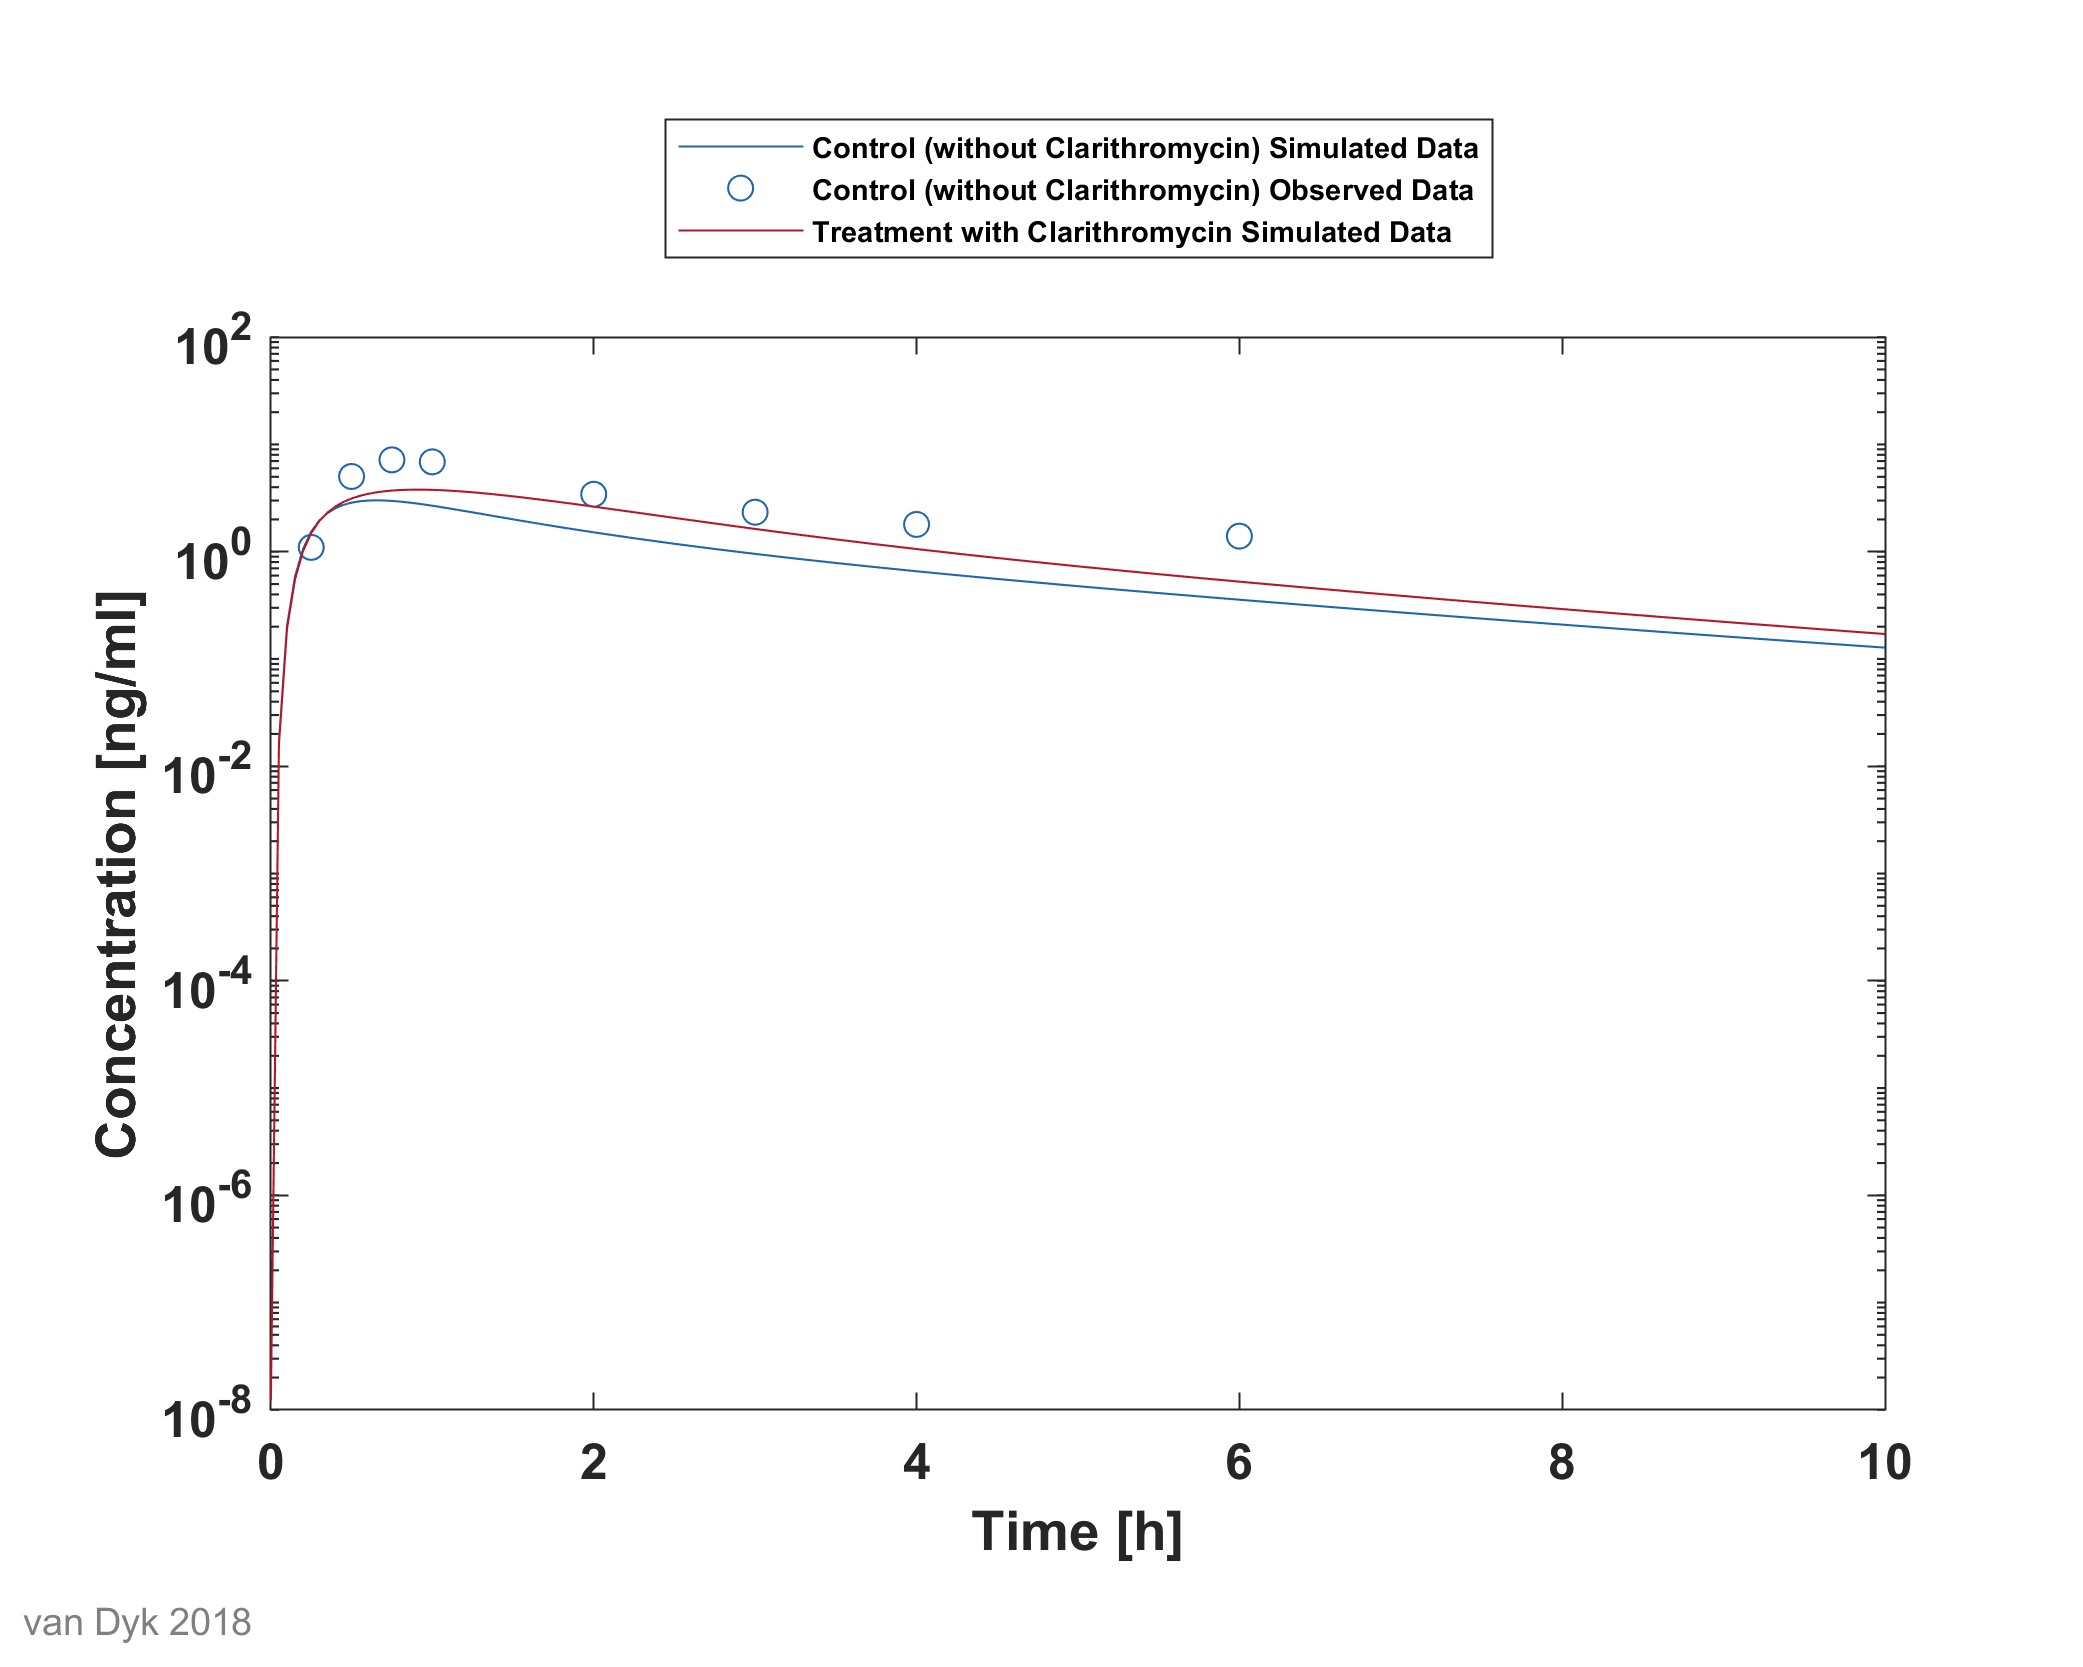 Control (without Clarithromycin) Simulated Data
Control (without Clarithromycin) Observed Data
Treatment with Clarithromycin Simulated Data
10^2
10^0
10^-2
10^-4
10^-6
10^-8
Concentration [ng/ml]
0 2 4 6 8 10
Time [h]
van Dyk 2018